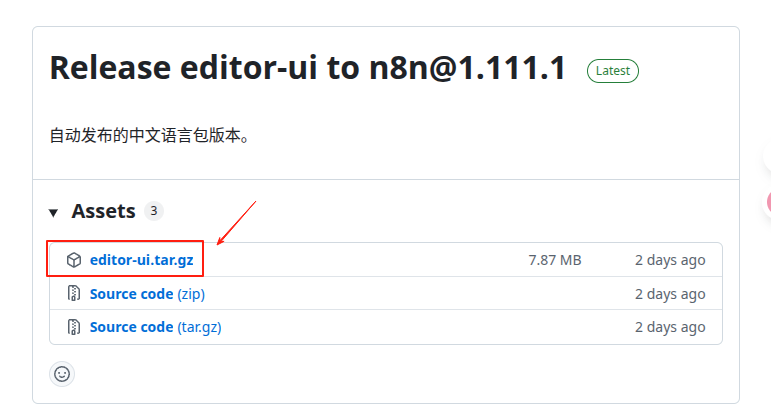 Release editor-ui to n8n@1.111.1 Latest
自动发布的中文语言包版本。
Assets 3
editor-ui.tar.gz 7.87 MB 2 days ago
Source code (zip) 2 days ago
Source code (tar.gz) 2 days ago